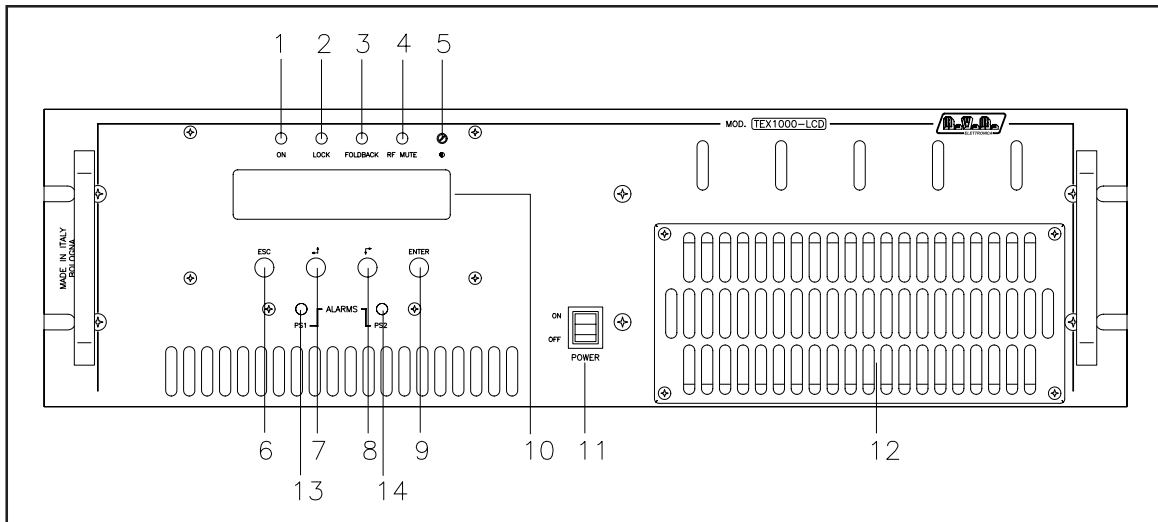 1 2 3 4 5
MOD. TEX1000-LCD
R.V.R.
ELETTRONICA
ON LOCK FOLDBACK RF MUTE
MADE IN ITALY
BOLOGNA
ESC ENTER
ALARMS
PS1 PS2
ON
OFF
POWER
6 7 8 9 10 11 12
13 14